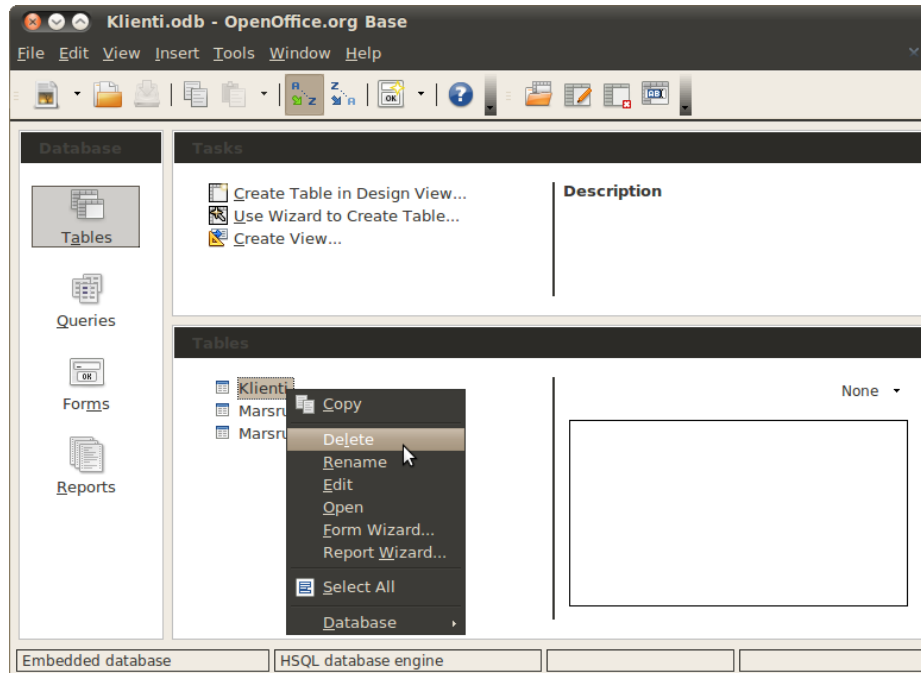 Klienti.odb - OpenOffice.org Base
File Edit View Insert Tools Window Help
Database
Tasks
Tables
Queries
Forms
Reports
Create Table in Design View...
Use Wizard to Create Table...
Create View...
Description
Tables
Klienti
Marsru
Marsru
None
Copy
Delete
Rename
Edit
Open
Form Wizard...
Report Wizard...
Select All
Database
Embedded database
HSQL database engine